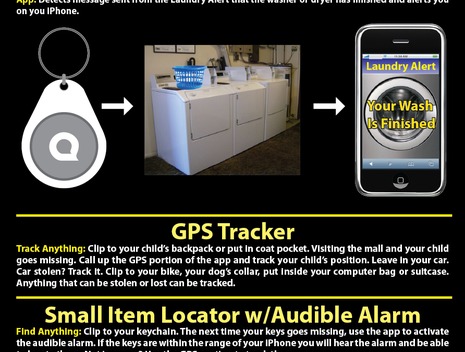 App: Detects message sent from the Laundry Alert that the washer or dryer has finished and alerts you
on you iPhone.
Laundry Alert
Your Wash
Is Finished
GPS Tracker
Track Anything: Clip to your child's backpack or put in coat pocket. Visiting the mall and your child
goes missing. Call up the GPS portion of the app and track your child's position. Leave in your car.
Car stolen? Track it. Clip to your bike, your dog's collar, put inside your computer bag or suitcase.
Anything that can be stolen or lost can be tracked.
Small Item Locator w/Audible Alarm
Find Anything: Clip to your keychain. The next time your keys goes missing, use the app to activate
the audible alarm. If the keys are within the range of your iPhone you will hear the alarm and be able